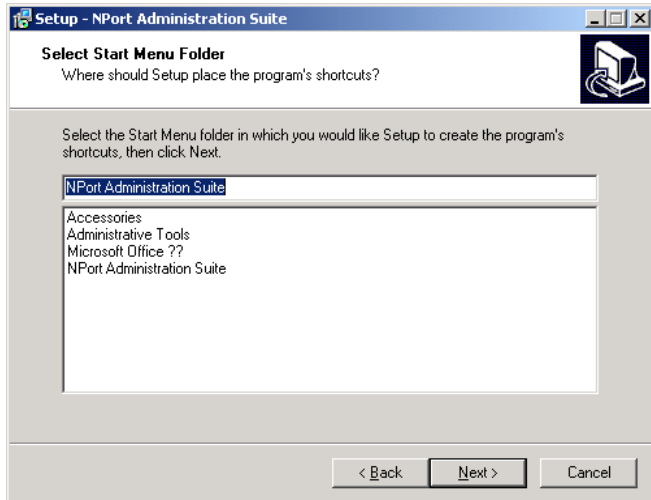 Setup - NPort Administration Suite
Select Start Menu Folder
Where should Setup place the program's shortcuts?
Select the Start Menu folder in which you would like Setup to create the program's
shortcuts, then click Next.
NPort Administration Suite
Accessories
Administrative Tools
Microsoft Office ??
NPort Administration Suite
< Back
Next >
Cancel